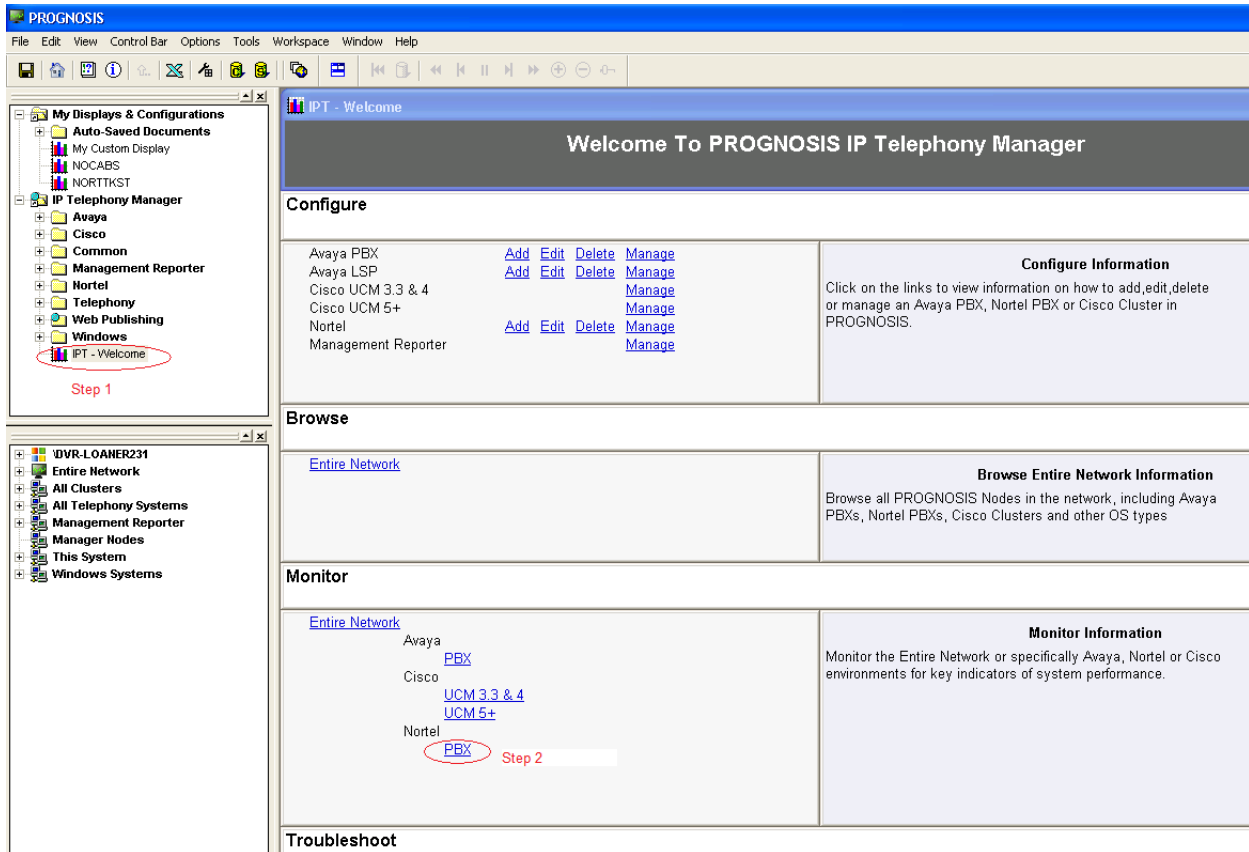 PROGNOSIS
File Edit View Control Bar Options Tools Workspace Window Help
My Displays & Configurations
Auto-Saved Documents
My Custom Display
NOCABS
NORTTKST
IP Telephony Manager
Avaya
Cisco
Common
Management Reporter
Nortel
Telephony
Web Publishing
Windows
IPT - Welcome
Step 1
\DVR-LOANER231
Entire Network
All Clusters
All Telephony Systems
Management Reporter
Manager Nodes
This System
Windows Systems
IPT - Welcome
Welcome To PROGNOSIS IP Telephony Manager
Configure
Avaya PBX Add Edit Delete Manage
Avaya LSP Add Edit Delete Manage
Cisco UCM 3.3 & 4 Manage
Cisco UCM 5+ Manage
Nortel Add Edit Delete Manage
Management Reporter Manage
Configure Information
Click on the links to view information on how to add,edit,delete
or manage an Avaya PBX, Nortel PBX or Cisco Cluster in
PROGNOSIS.
Browse
Entire Network
Browse Entire Network Information
Browse all PROGNOSIS Nodes in the network, including Avaya
PBXs, Nortel PBXs, Cisco Clusters and other OS types
Monitor
Entire Network
Avaya
PBX
Cisco
UCM 3.3 & 4
UCM 5+
Nortel
PBX Step 2
Monitor Information
Monitor the Entire Network or specifically Avaya, Nortel or Cisco
environments for key indicators of system performance.
Troubleshoot